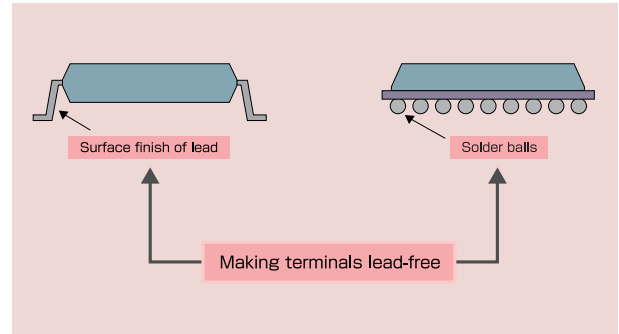 Surface finish of lead
Solder balls
Making terminals lead-free